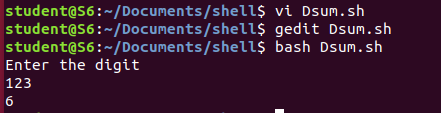 student@S6:~/Documents/shell$ vi Dsum.sh
student@S6:~/Documents/shell$ gedit Dsum.sh
student@S6:~/Documents/shell$ bash Dsum.sh
Enter the digit
123
6